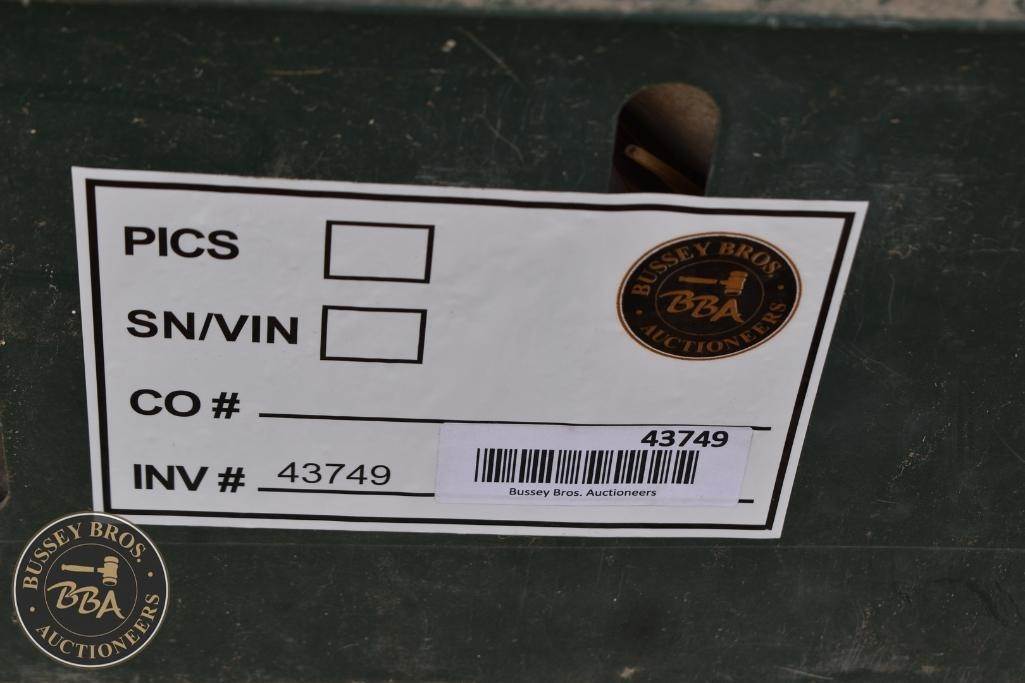 PICS
SN/VIN
CO #
INV # 43749
43749
Bussey Bros. Auctioneers
BUSSEY BROS.
BBA
AUCTIONEERS
BUSSEY BROS.
BBA
AUCTIONEERS